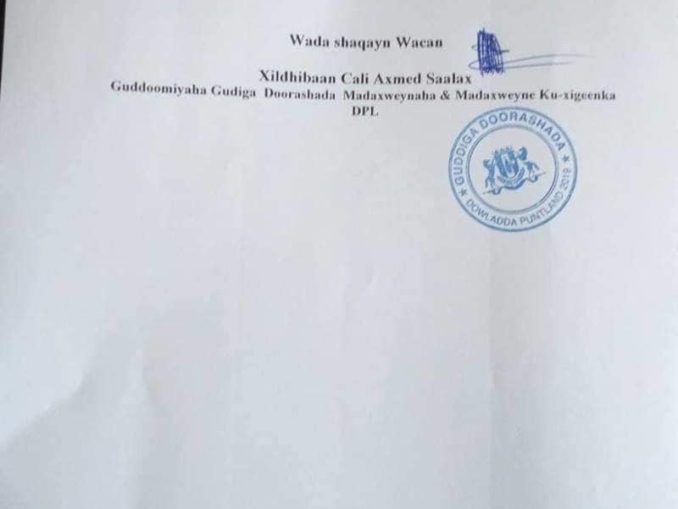 Wada shaqayn Wacan
Xildhibaan Cali Axmed Saalax
Guddoomiyaha Gudiga Doorashada Madaxweynaha & Madaxweyne Ku-xigeenka
DPL
★ GUDDIGA DOORASHADA ★
DOWLADDA PUNTLAND 2019